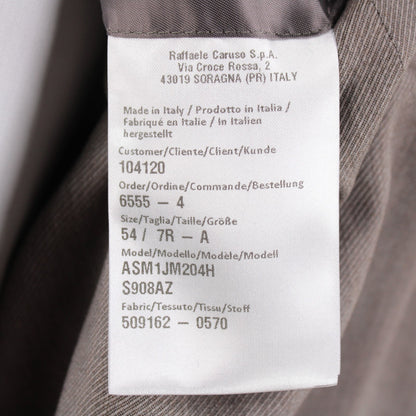 Raffaele Caruso S.p.A.
Via Croce Rossa, 2
43019 SORAGNA (PR) ITALY
Made in Italy / Prodotto in Italia /
Fabriqué en Italie / In Italien
hergestellt
Customer/Cliente/Client/Kunde
104120
Order/Ordine/Commande/Bestellung
6555 - 4
Size/Taglia/Taille/Größe
54 / 7R - A
Model/Modello/Modèle/Modell
ASM1JM204H
S908AZ
Fabric/Tessuto/Tissu/Stoff
509162 - 0570